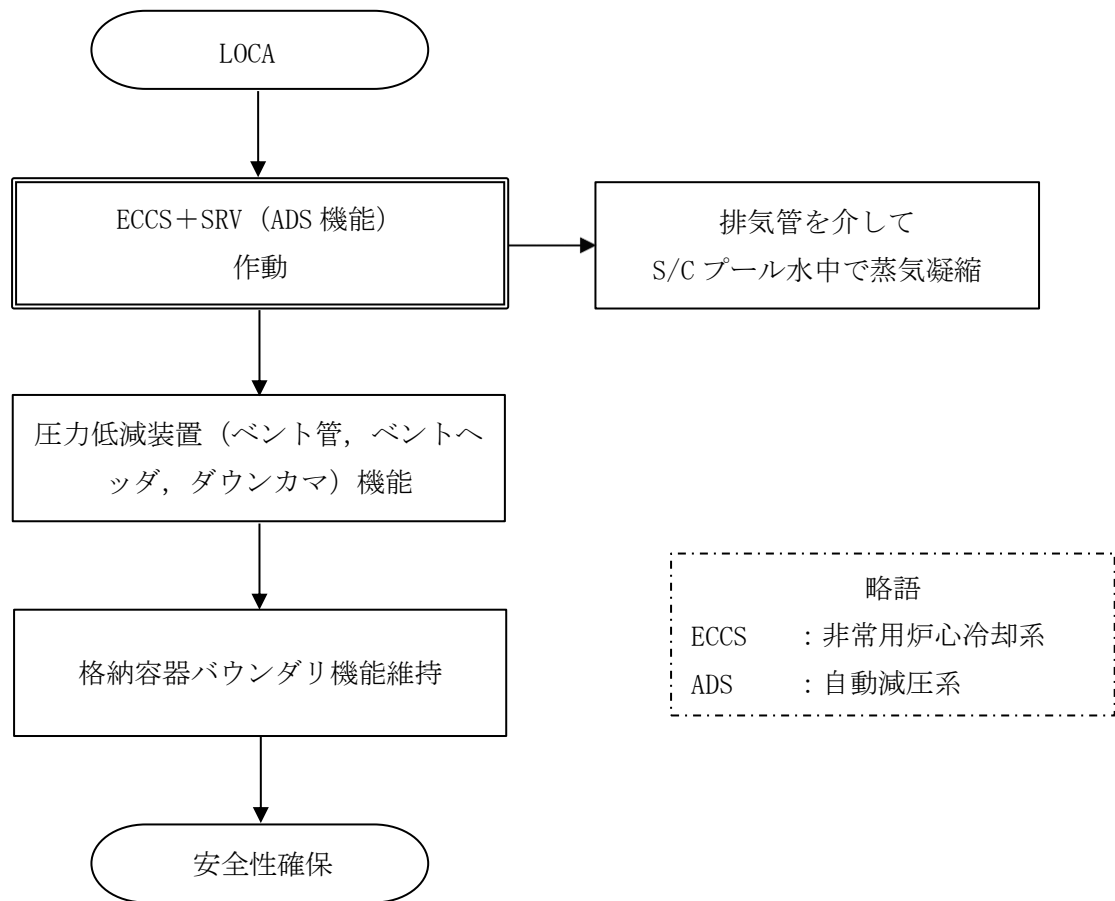 LOCA
ECCS+SRV（ADS 機能）
作動
排気管を介して
S/C プール水中で蒸気凝縮
圧力低減装置（ベント管，ベントヘ
ッダ，ダウンカマ）機能
格納容器バウンダリ機能維持
略語
ECCS ：非常用炉心冷却系
ADS ：自動減圧系
安全性確保